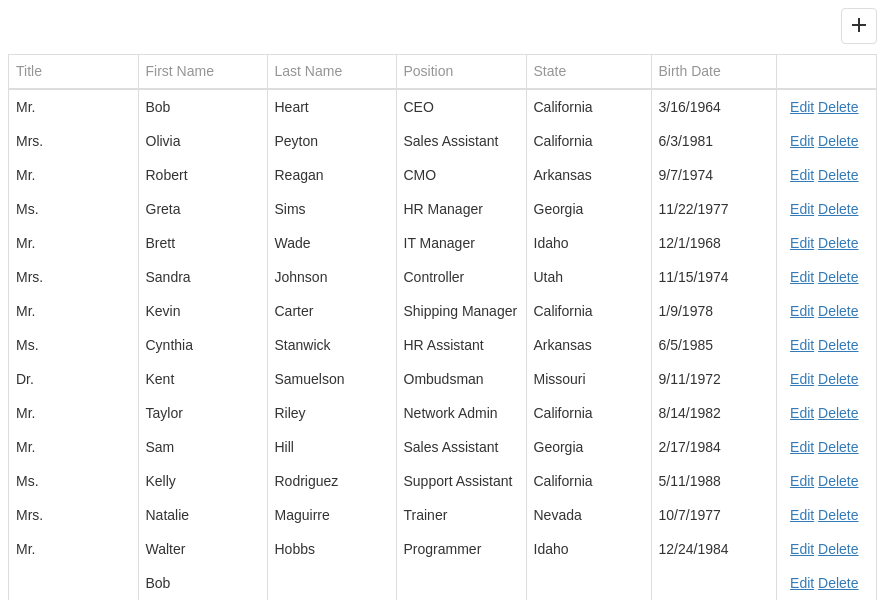 Title First Name Last Name Position State Birth Date
Mr. Bob Heart CEO California 3/16/1964 Edit Delete
Mrs. Olivia Peyton Sales Assistant California 6/3/1981 Edit Delete
Mr. Robert Reagan CMO Arkansas 9/7/1974 Edit Delete
Ms. Greta Sims HR Manager Georgia 11/22/1977 Edit Delete
Mr. Brett Wade IT Manager Idaho 12/1/1968 Edit Delete
Mrs. Sandra Johnson Controller Utah 11/15/1974 Edit Delete
Mr. Kevin Carter Shipping Manager California 1/9/1978 Edit Delete
Ms. Cynthia Stanwick HR Assistant Arkansas 6/5/1985 Edit Delete
Dr. Kent Samuelson Ombudsman Missouri 9/11/1972 Edit Delete
Mr. Taylor Riley Network Admin California 8/14/1982 Edit Delete
Mr. Sam Hill Sales Assistant Georgia 2/17/1984 Edit Delete
Ms. Kelly Rodriguez Support Assistant California 5/11/1988 Edit Delete
Mrs. Natalie Maguirre Trainer Nevada 10/7/1977 Edit Delete
Mr. Walter Hobbs Programmer Idaho 12/24/1984 Edit Delete
Bob Edit Delete